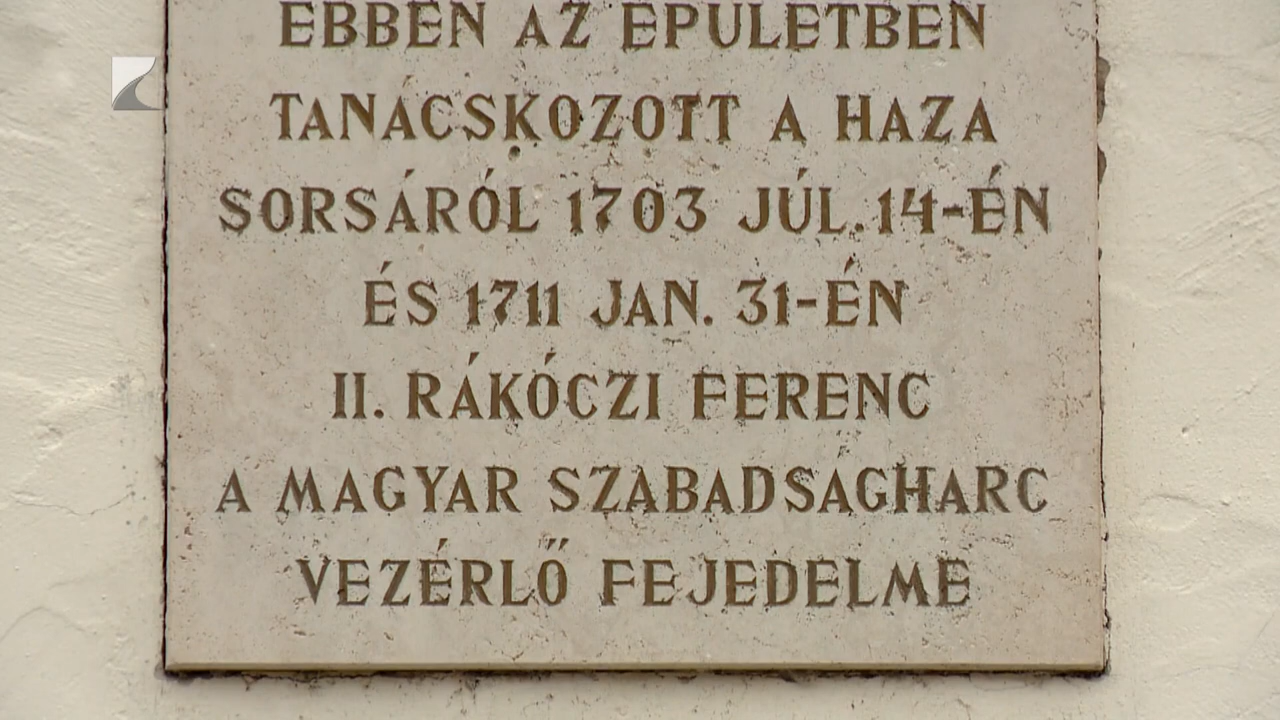 EBBEN AZ ÉPÜLETBEN
TANÁCSKOZOTT A HAZA
SORSÁRÓL 1703 JÚL. 14-ÉN
ÉS 1711 JAN. 31-ÉN
II. RÁKÓCZI FERENC
A MAGYAR SZABADSAGHARC
VEZÉRLŐ FEJEDELME